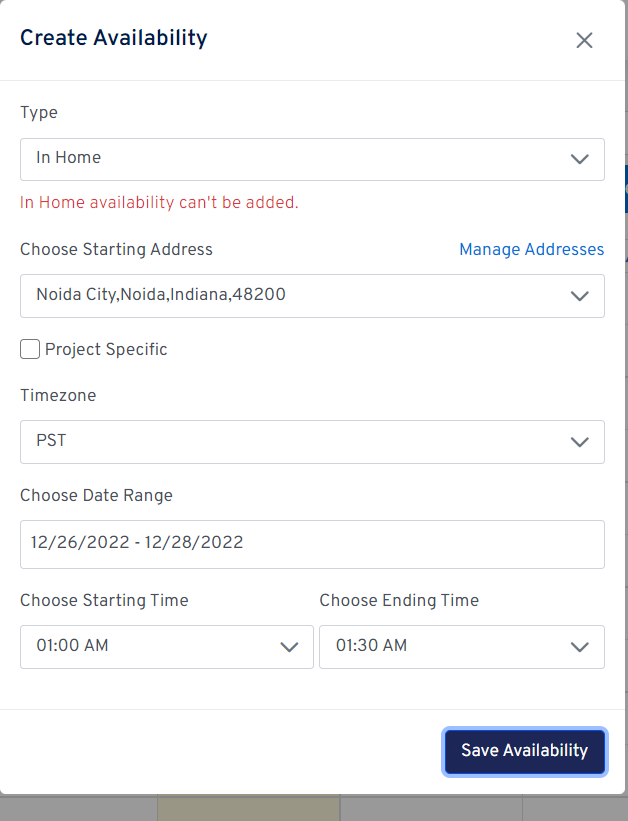 Create Availability
Type
In Home
In Home availability can't be added.
Choose Starting Address
Manage Addresses
Noida City,Noida,Indiana,48200
Project Specific
Timezone
PST
Choose Date Range
12/26/2022 - 12/28/2022
Choose Starting Time
Choose Ending Time
01:00 AM
01:30 AM
Save Availability